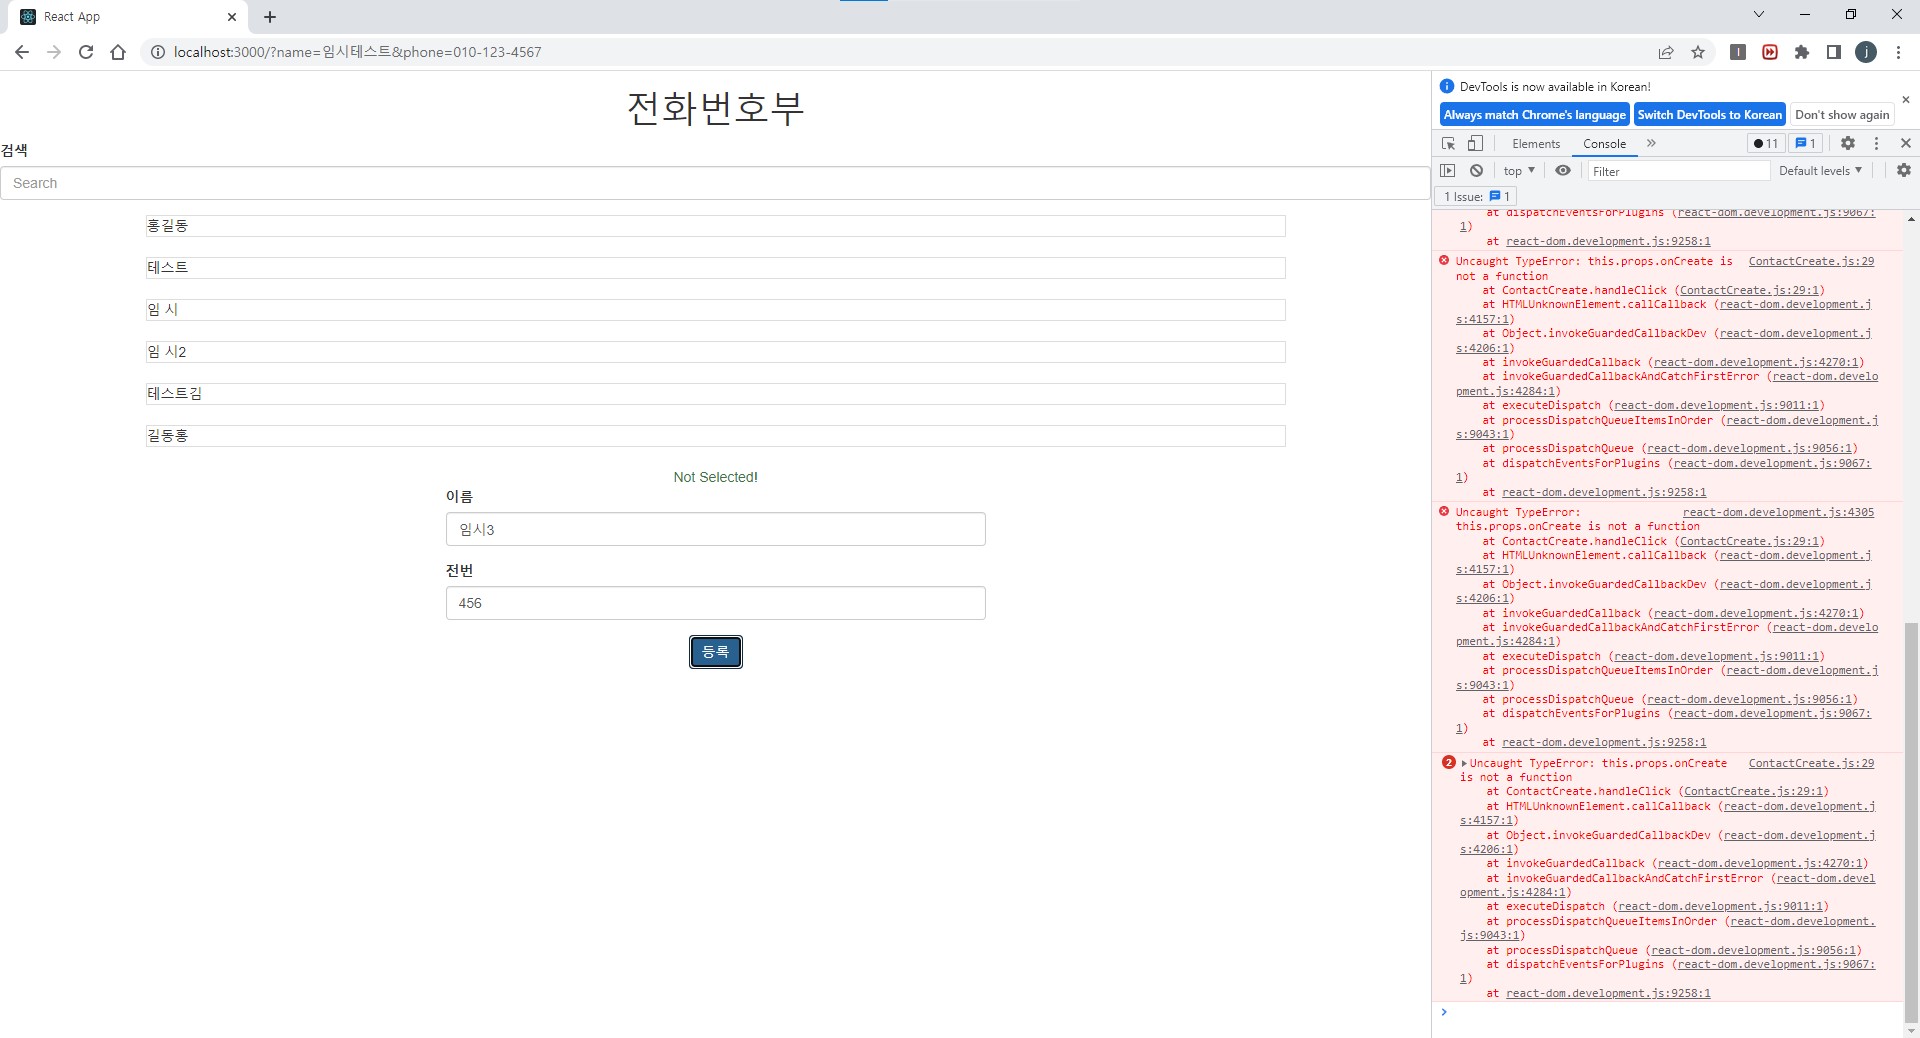 React App
localhost:3000/?name=임시테스트&phone=010-123-4567
j
전화번호부
검색
Search
홍길동
테스트
임 시
임 시2
테스트김
길동홍
Not Selected!
이름
임시3
전번
456
등록
DevTools is now available in Korean!
Always match Chrome's language
Switch DevTools to Korean
Don't show again
Elements
Console
11
1
top
Filter
Default levels
1 Issue:
1
at dispatchEventsForPlugins (react-dom.development.js:9067:
1)
at react-dom.development.js:9258:1
Uncaught TypeError: this.props.onCreate is ContactCreate.js:29
not a function
at ContactCreate.handleClick (ContactCreate.js:29:1)
at HTMLUnknownElement.callCallback (react-dom.development.j
s:4157:1)
at Object.invokeGuardedCallbackDev (react-dom.development.j
s:4206:1)
at invokeGuardedCallback (react-dom.development.js:4270:1)
at invokeGuardedCallbackAndCatchFirstError (react-dom.develo
pment.js:4284:1)
at executeDispatch (react-dom.development.js:9011:1)
at processDispatchQueueItemsInOrder (react-dom.development.j
s:9043:1)
at processDispatchQueue (react-dom.development.js:9056:1)
at dispatchEventsForPlugins (react-dom.development.js:9067:
1)
at react-dom.development.js:9258:1
Uncaught TypeError: react-dom.development.js:4305
this.props.onCreate is not a function
at ContactCreate.handleClick (ContactCreate.js:29:1)
at HTMLUnknownElement.callCallback (react-dom.development.j
s:4157:1)
at Object.invokeGuardedCallbackDev (react-dom.development.j
s:4206:1)
at invokeGuardedCallback (react-dom.development.js:4270:1)
at invokeGuardedCallbackAndCatchFirstError (react-dom.develo
pment.js:4284:1)
at executeDispatch (react-dom.development.js:9011:1)
at processDispatchQueueItemsInOrder (react-dom.development.j
s:9043:1)
at processDispatchQueue (react-dom.development.js:9056:1)
at dispatchEventsForPlugins (react-dom.development.js:9067:
1)
at react-dom.development.js:9258:1
2 Uncaught TypeError: this.props.onCreate ContactCreate.js:29
is not a function
at ContactCreate.handleClick (ContactCreate.js:29:1)
at HTMLUnknownElement.callCallback (react-dom.development.j
s:4157:1)
at Object.invokeGuardedCallbackDev (react-dom.development.j
s:4206:1)
at invokeGuardedCallback (react-dom.development.js:4270:1)
at invokeGuardedCallbackAndCatchFirstError (react-dom.devel
opment.js:4284:1)
at executeDispatch (react-dom.development.js:9011:1)
at processDispatchQueueItemsInOrder (react-dom.development.
js:9043:1)
at processDispatchQueue (react-dom.development.js:9056:1)
at dispatchEventsForPlugins (react-dom.development.js:9067:
1)
at react-dom.development.js:9258:1